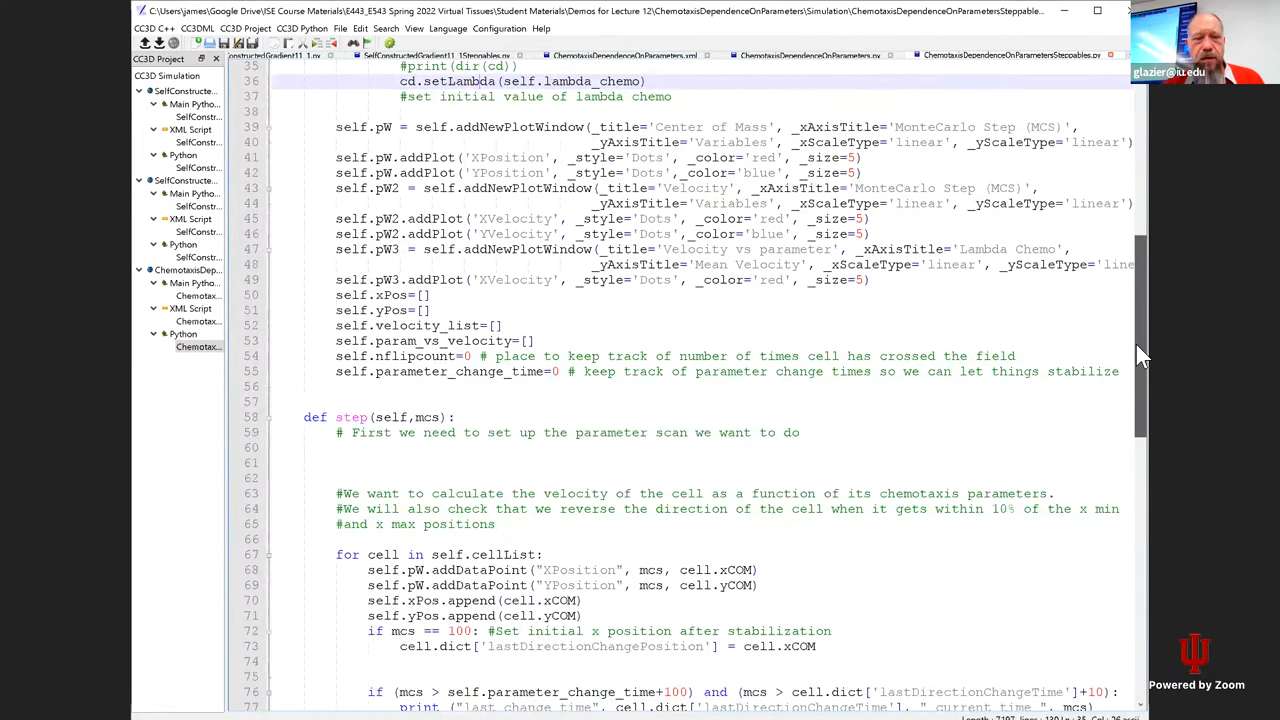 C:\Users\james\Google Drive\ISE Course Materials\E443_E543 Spring 2022 Virtual Tissues\Student Materials\Demos for Lecture 12\ChemotaxisDependenceOnParameters\Simulation\ChemotaxisDependenceOnParametersSteppable...
CC3D C++ CC3DML CC3D Project CC3D Python File Edit Search View Language Configuration Help
CC3D Project
ConstructedGradient11_1.py SelfConstructedGradient11_1Steppables.py ChemotaxisDependenceOnParameters.xml ChemotaxisDependenceOnParameters.py ChemotaxisDependenceOnParametersSteppables.py
glazier@iu.edu
CC3D Simulation
SelfConstructe...
Main Pytho...
SelfConstr...
XML Script
SelfConstr...
Python
SelfConstr...
SelfConstructe...
Main Pytho...
SelfConstr...
XML Script
SelfConstr...
Python
SelfConstr...
ChemotaxisDep...
Main Pytho...
Chemotax...
XML Script
Chemotax...
Python
Chemotax...
35 #print(dir(cd))
36 cd.setLambda(self.lambda_chemo)
37 #set initial value of lambda chemo
38
39 self.pW = self.addNewPlotWindow(_title='Center of Mass', _xAxisTitle='MonteCarlo Step (MCS)',
40 _yAxisTitle='Variables', _xScaleType='linear', _yScaleType='linear')
41 self.pW.addPlot('XPosition', _style='Dots', _color='red', _size=5)
42 self.pW.addPlot('YPosition', _style='Dots', _color='blue', _size=5)
43 self.pW2 = self.addNewPlotWindow(_title='Velocity', _xAxisTitle='MonteCarlo Step (MCS)',
44 _yAxisTitle='Variables', _xScaleType='linear', _yScaleType='linear')
45 self.pW2.addPlot('XVelocity', _style='Dots', _color='red', _size=5)
46 self.pW2.addPlot('YVelocity', _style='Dots', _color='blue', _size=5)
47 self.pW3 = self.addNewPlotWindow(_title='Velocity vs parameter', _xAxisTitle='Lambda Chemo',
48 _yAxisTitle='Mean Velocity', _xScaleType='linear', _yScaleType='line
49 self.pW3.addPlot('XVelocity', _style='Dots', _color='red', _size=5)
50 self.xPos=[]
51 self.yPos=[]
52 self.velocity_list=[]
53 self.param_vs_velocity=[]
54 self.nflipcount=0 # place to keep track of number of times cell has crossed the field
55 self.parameter_change_time=0 # keep track of parameter change times so we can let things stabilize
56
57
58 def step(self,mcs):
59 # First we need to set up the parameter scan we want to do
60
61
62
63 #We want to calculate the velocity of the cell as a function of its chemotaxis parameters.
64 #We will also check that we reverse the direction of the cell when it gets within 10% of the x min
65 #and x max positions
66
67 for cell in self.cellList:
68 self.pW.addDataPoint("XPosition", mcs, cell.xCOM)
69 self.pW.addDataPoint("YPosition", mcs, cell.yCOM)
70 self.xPos.append(cell.xCOM)
71 self.yPos.append(cell.yCOM)
72 if mcs == 100: #Set initial x position after stabilization
73 cell.dict['lastDirectionChangePosition'] = cell.xCOM
74
75
76 if (mcs > self.parameter_change_time+100) and (mcs > cell.dict['lastDirectionChangeTime']+10):
77 print ("last change time", cell.dict['lastDirectionChangeTime'], " current time ", mcs)
Powered by Zoom